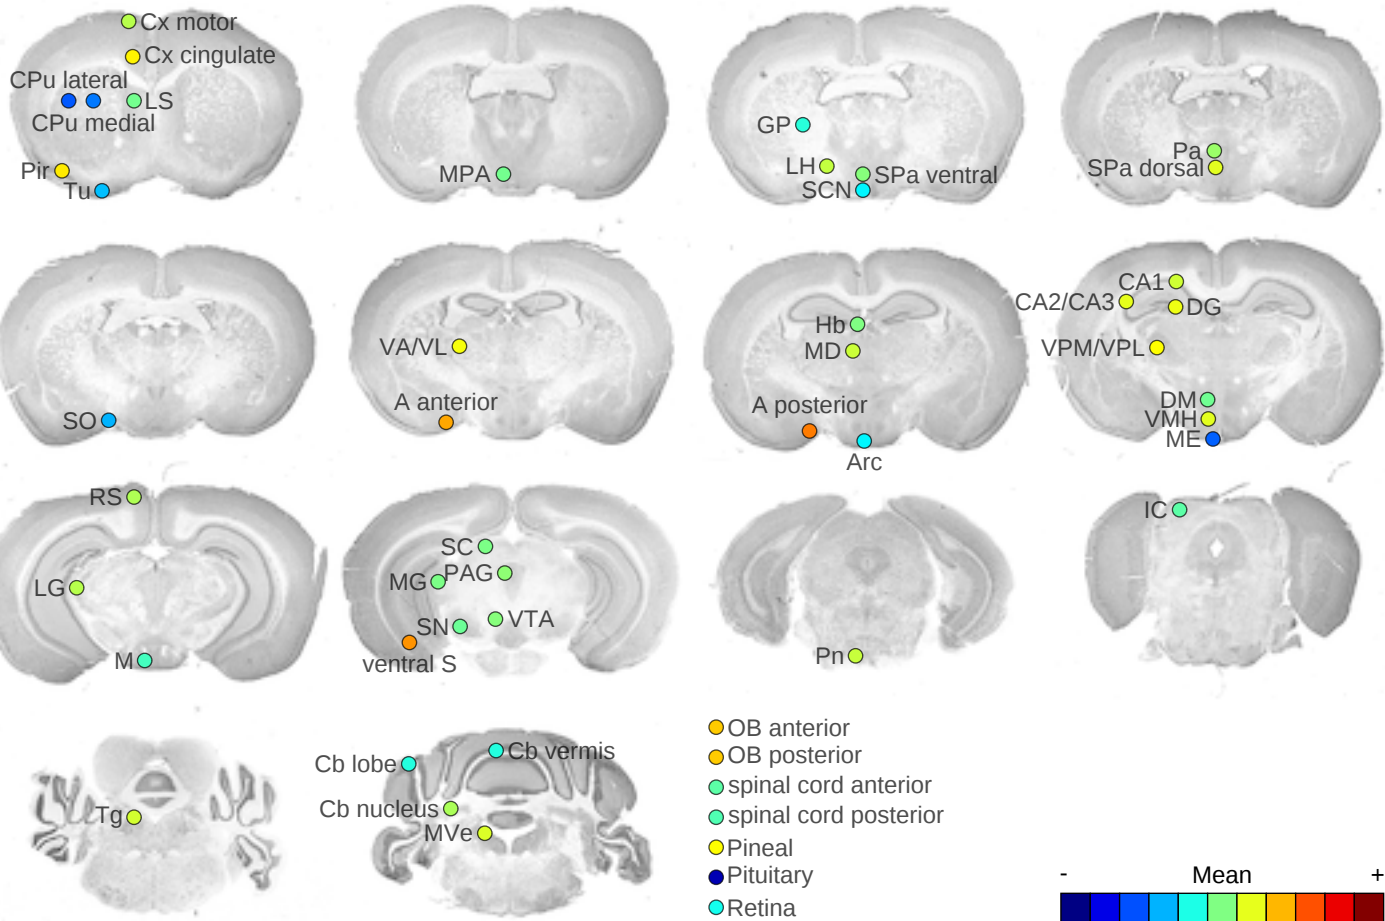 Cx motor
Cx cingulate
CPu lateral
LS
CPu medial
Pir
Tu
MPA
GP
LH
SPa ventral
SCN
Pa
SPa dorsal
SO
VA/VL
A anterior
Hb
MD
A posterior
Arc
CA1
CA2/CA3
DG
VPM/VPL
DM
VMH
ME
RS
LG
M
SC
MG
PAG
SN
VTA
ventral S
Pn
IC
Tg
Cb lobe
Cb vermis
Cb nucleus
MVe
OB anterior
OB posterior
spinal cord anterior
spinal cord posterior
Pineal
Pituitary
Retina
- Mean +